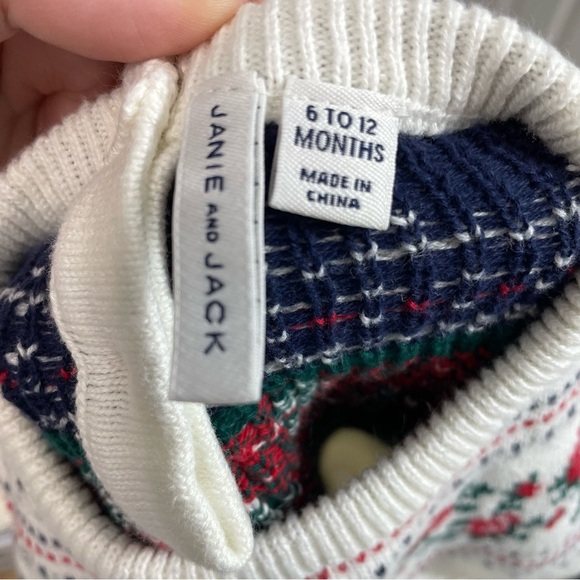 JANIE AND JACK
6 TO 12
MONTHS
MADE IN
CHINA